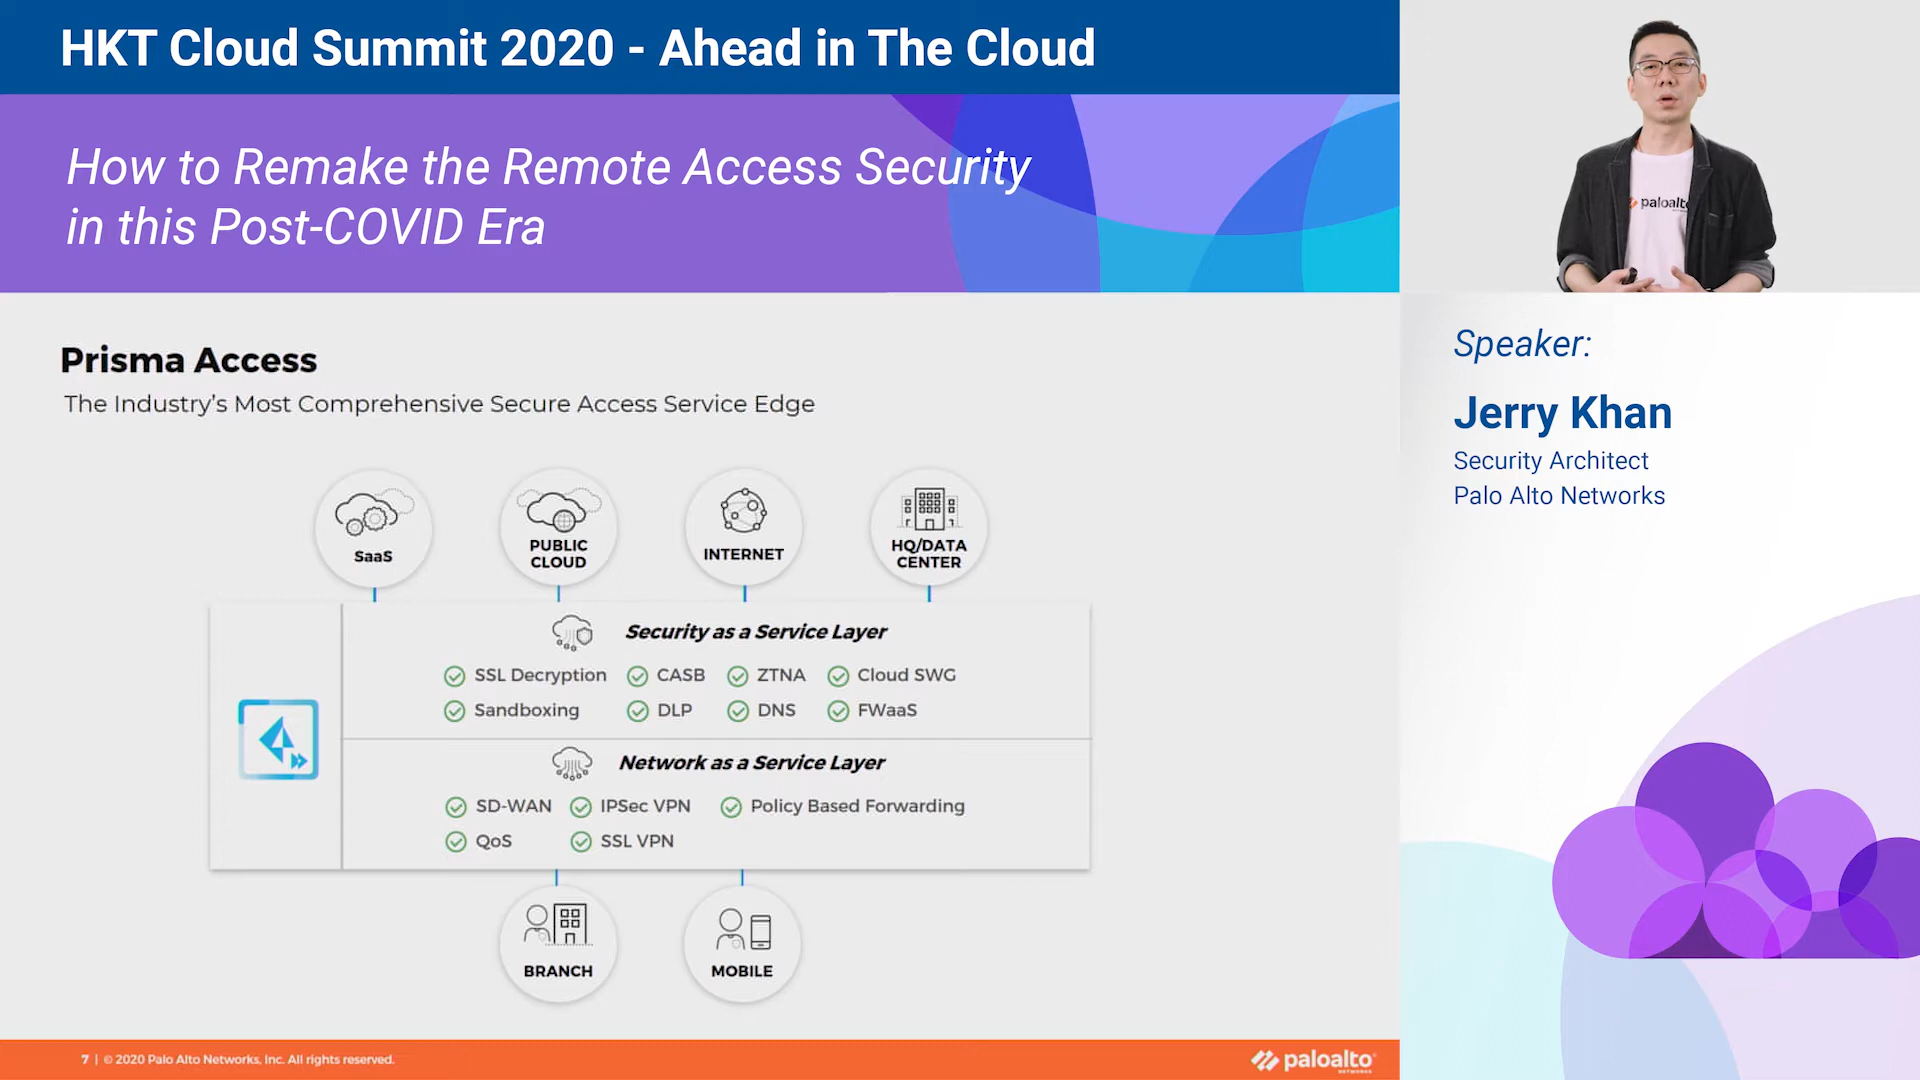 HKT Cloud Summit 2020 - Ahead in The Cloud
How to Remake the Remote Access Security
in this Post-COVID Era
paloalto
Speaker:
Jerry Khan
Security Architect
Palo Alto Networks
Prisma Access
The Industry's Most Comprehensive Secure Access Service Edge
SaaS
PUBLIC
CLOUD
INTERNET
HQ/DATA
CENTER
Security as a Service Layer
SSL Decryption CASB ZTNA Cloud SWG
Sandboxing DLP DNS FWaaS
Network as a Service Layer
SD-WAN IPSec VPN Policy Based Forwarding
QoS SSL VPN
BRANCH
MOBILE
7 | © 2020 Palo Alto Networks, Inc. All rights reserved.
paloalto
NETWORKS